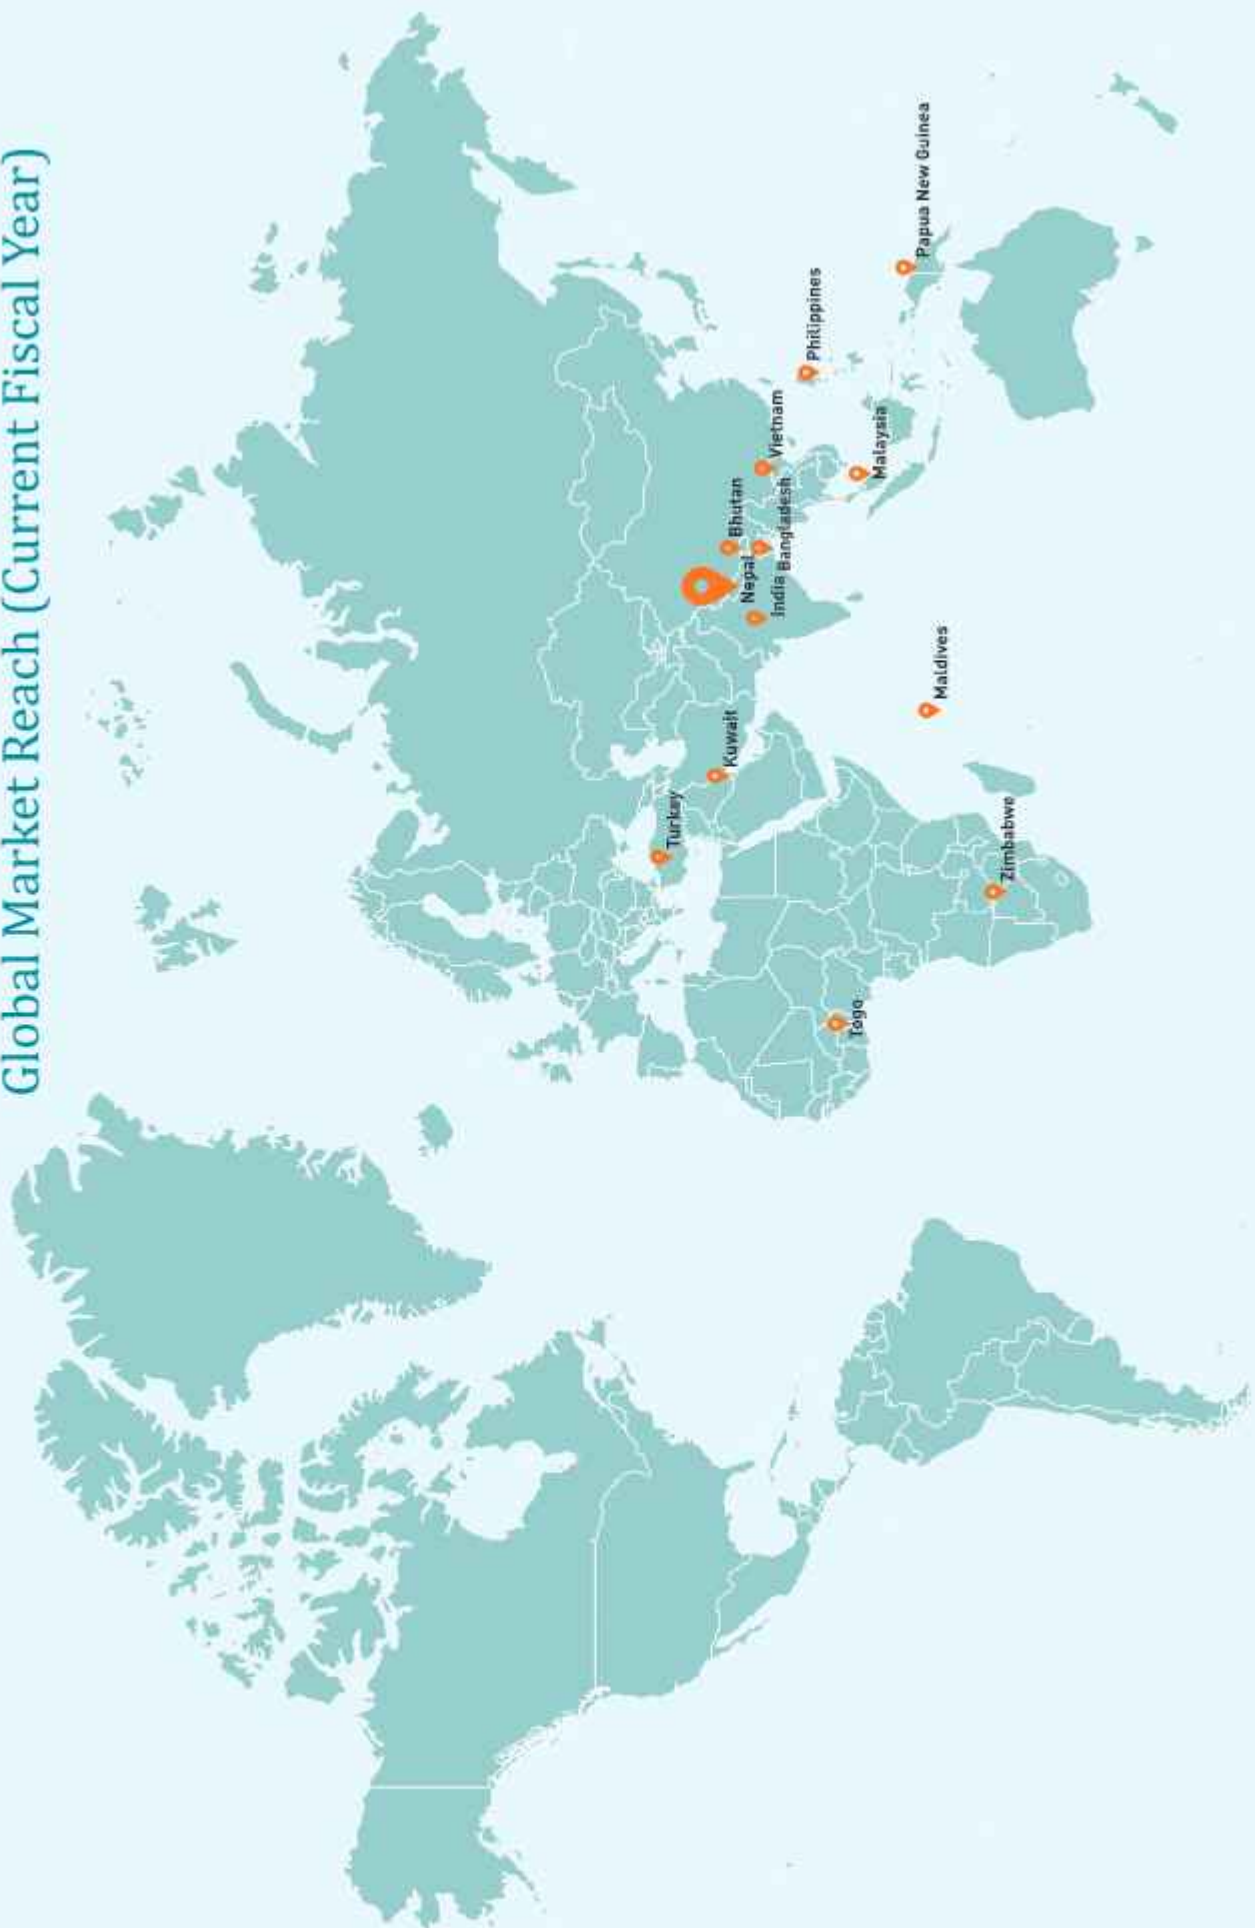 Global Market Reach (Current Fiscal Year)
Turkey
Kuwait
Bhutan
Nepal
Vietnam
India
Bangladesh
Philippines
Togo
Malaysia
Papua New Guinea
Maldives
Zimbabwe